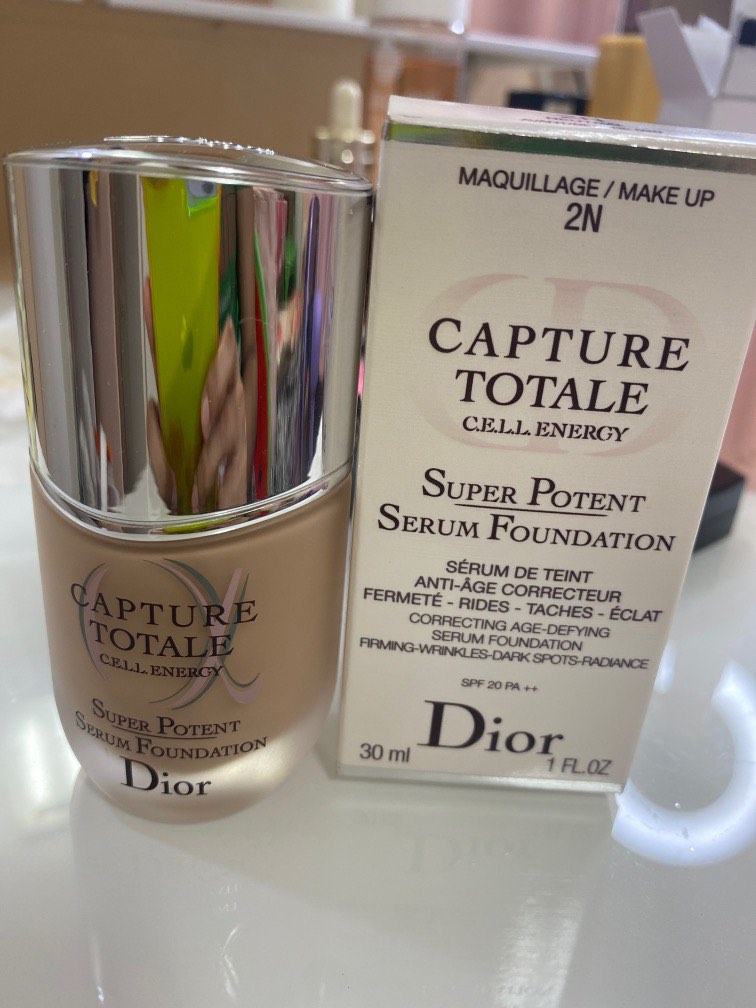 CAPTURE
TOTALE
C.E.L.L. ENERGY
SUPER POTENT
SERUM FOUNDATION
Dior
MAQUILLAGE / MAKE UP
2N
CAPTURE
TOTALE
C.E.L.L. ENERGY
SUPER POTENT
SERUM FOUNDATION
SÉRUM DE TEINT
ANTI-ÂGE CORRECTEUR
FERMETÉ - RIDES - TACHES - ÉCLAT
CORRECTING AGE-DEFYING
SERUM FOUNDATION
FIRMING-WRINKLES-DARK SPOTS-RADIANCE
SPF 20 PA ++
Dior
30 ml 1 FL.OZ